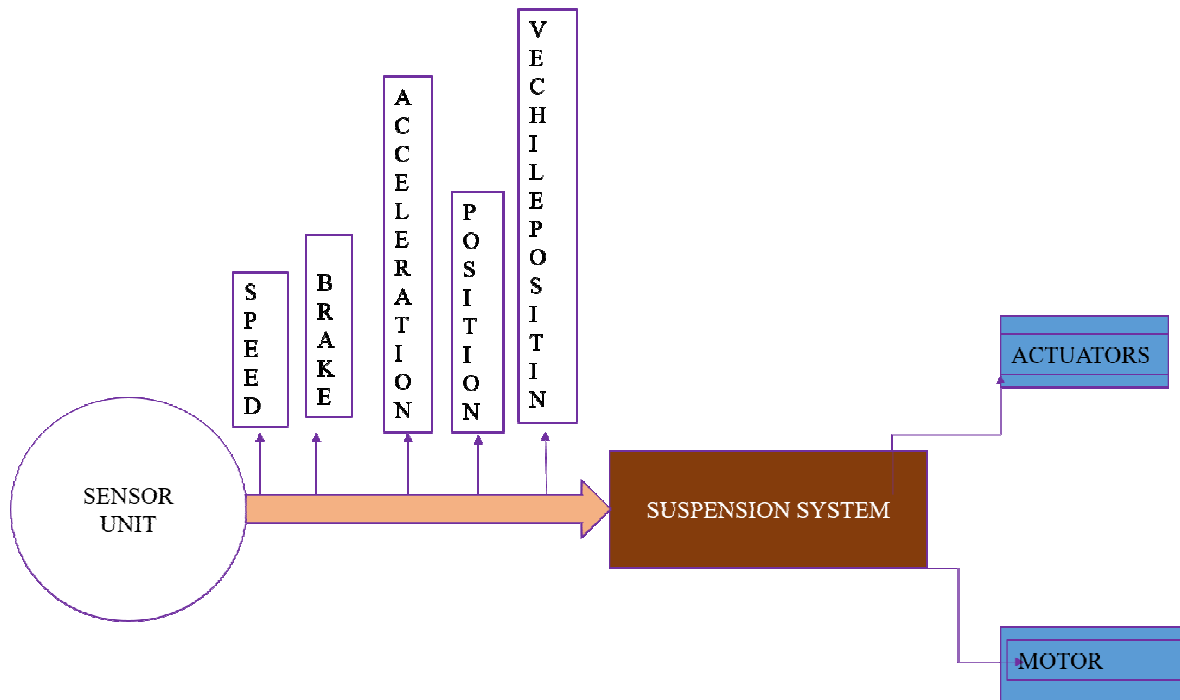 SPEED
BRAKE
ACCELERATION
POSITION
VECHILEPOSITIN
SENSOR
UNIT
SUSPENSION SYSTEM
ACTUATORS
MOTOR